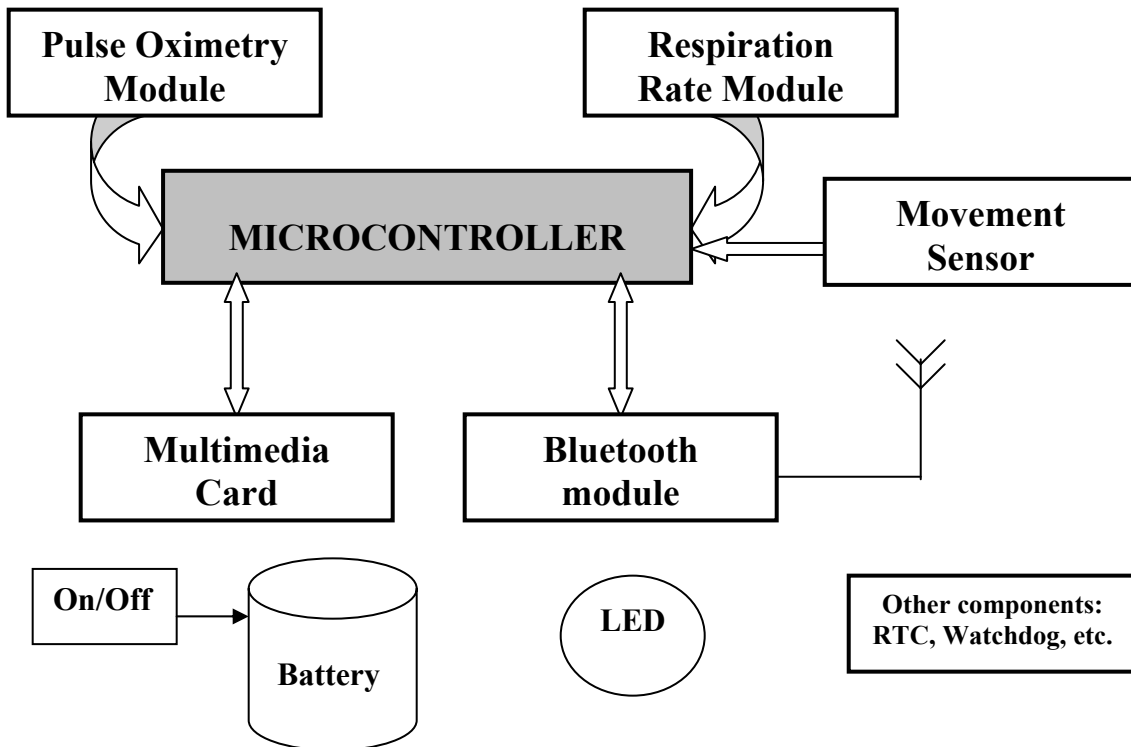 Pulse Oximetry
Module
Respiration
Rate Module
MICROCONTROLLER
Movement
Sensor
Multimedia
Card
Bluetooth
module
On/Off
Battery
LED
Other components:
RTC, Watchdog, etc.